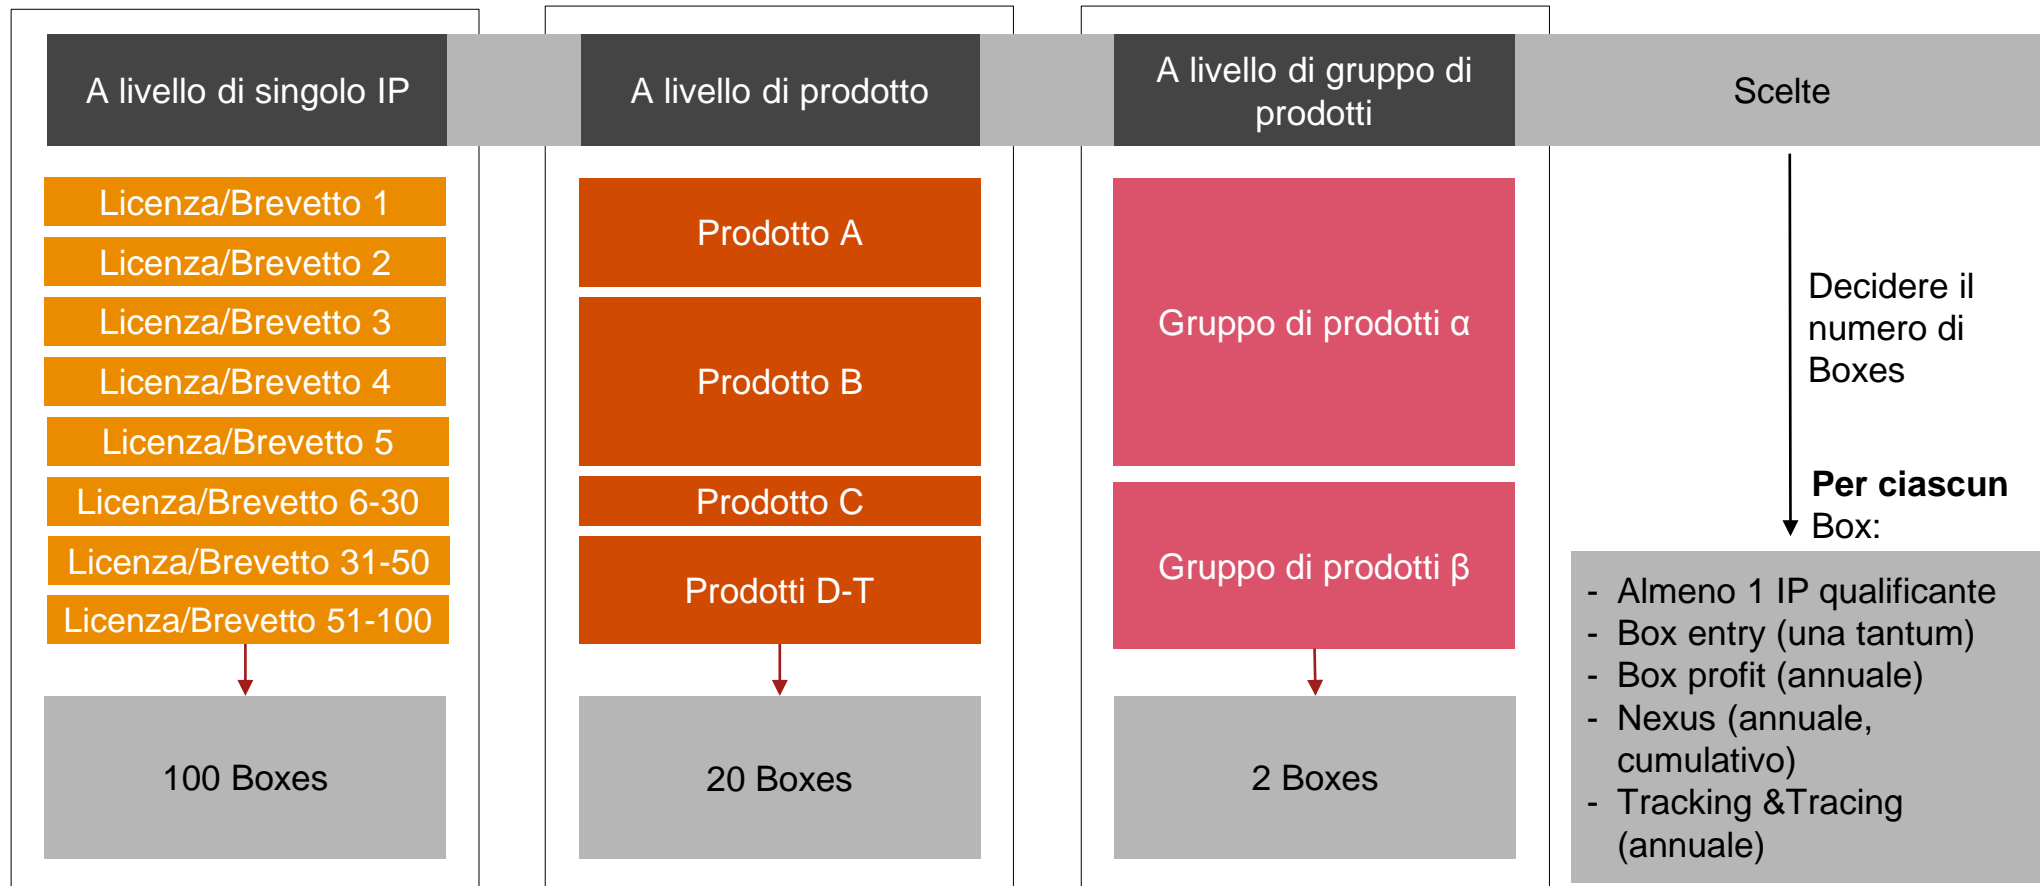 A livello di singolo IP
A livello di prodotto
A livello di gruppo di
prodotti
Scelte
Licenza/Brevetto 1
Licenza/Brevetto 2
Licenza/Brevetto 3
Licenza/Brevetto 4
Licenza/Brevetto 5
Licenza/Brevetto 6-30
Licenza/Brevetto 31-50
Licenza/Brevetto 51-100
100 Boxes
Prodotto A
Prodotto B
Prodotto C
Prodotti D-T
20 Boxes
Gruppo di prodotti α
Gruppo di prodotti β
2 Boxes
Decidere il
numero di
Boxes
Per ciascun
Box:
- Almeno 1 IP qualificante
- Box entry (una tantum)
- Box profit (annuale)
- Nexus (annuale,
cumulativo)
- Tracking &Tracing
(annuale)